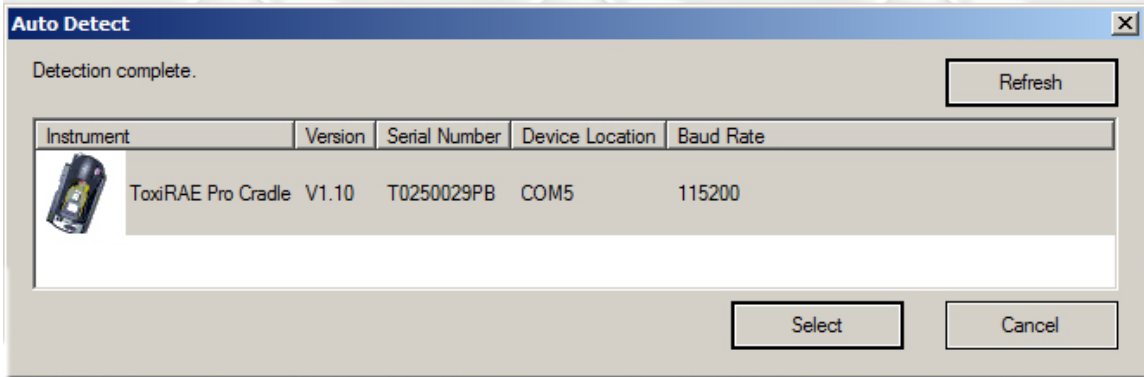 Auto Detect
Detection complete.
Refresh
Instrument Version Serial Number Device Location Baud Rate
ToxiRAE Pro Cradle V1.10 T0250029PB COM5 115200
Select Cancel